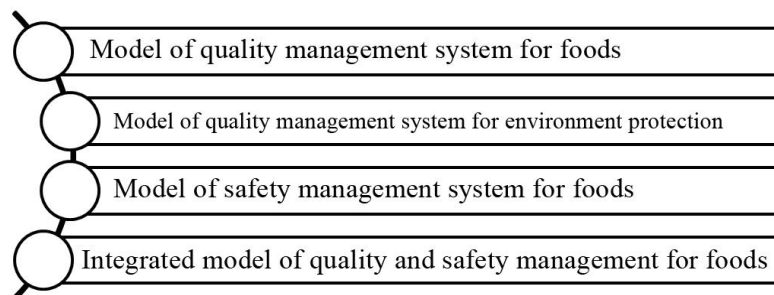 Model of quality management system for foods
Model of quality management system for environment protection
Model of safety management system for foods
Integrated model of quality and safety management for foods